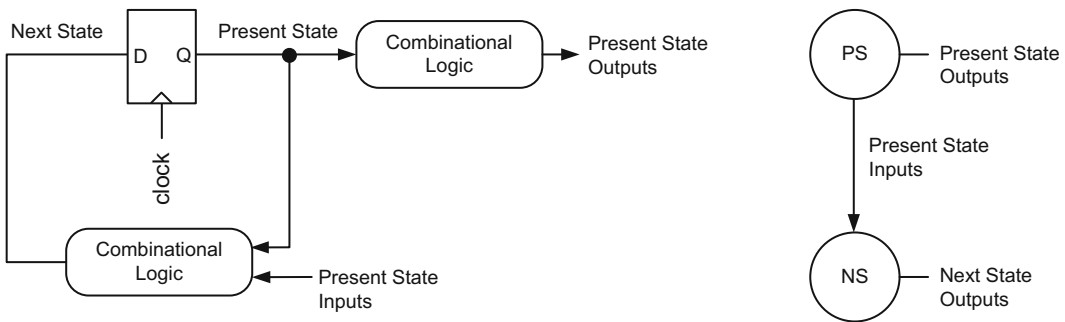 Next State
D
Q
Present State
Combinational
Logic
Present State
Outputs
clock
Combinational
Logic
Present State
Inputs
PS
Present State
Outputs
Present State
Inputs
NS
Next State
Outputs